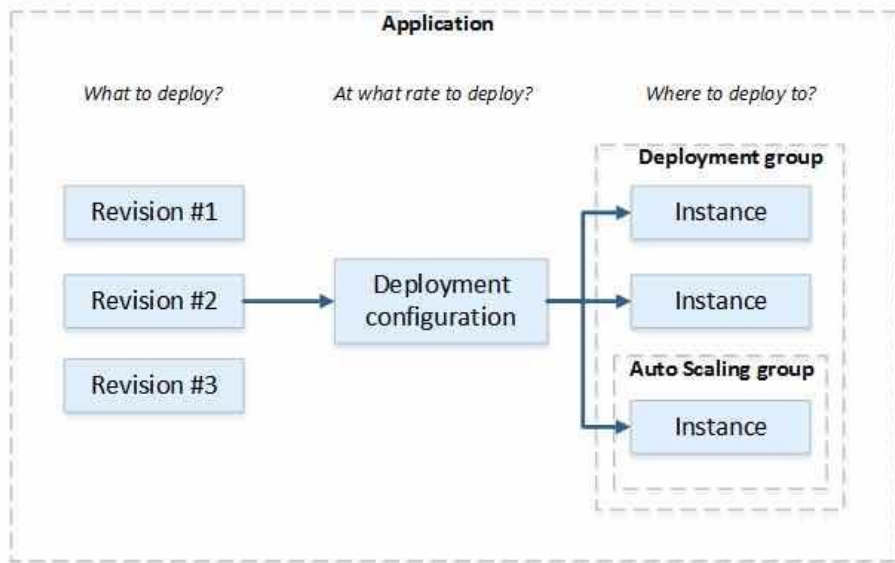 Application
What to deploy?
At what rate to deploy?
Where to deploy to?
Deployment group
Revision #1
Instance
Revision #2
Deployment
configuration
Instance
Auto Scaling group
Revision #3
Instance